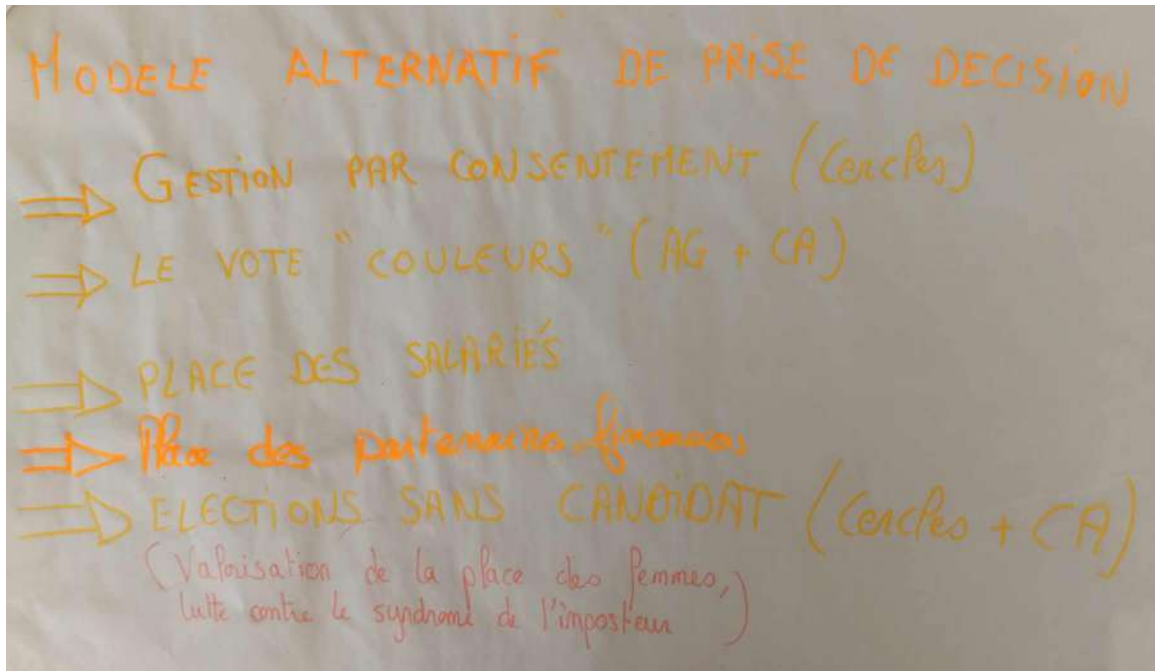 MODELE ALTERNATIF DE PRISE DE DECISION
GESTION PAR CONSENTEMENT (Cercles)
LE VOTE "COULEURS" (AG + CA)
PLACE DES SALARIÉS
Place des partenaires financiers
ELECTIONS SANS CANDIDAT (Cercles + CA)
(Valorisation de la place des femmes,
lutte contre le syndrome de l'imposteur)